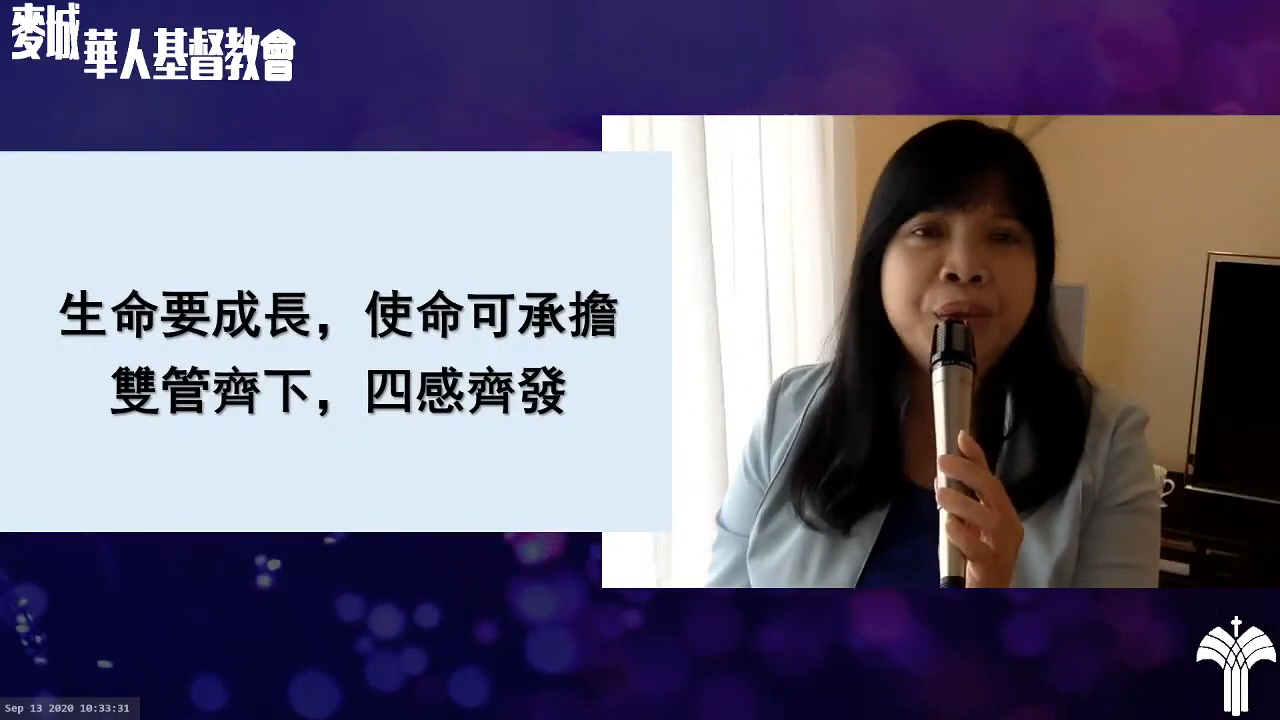 麥城
華人基督教會
生命要成長，使命可承擔
雙管齊下，四感齊發
Sep 13 2020 10:33:31